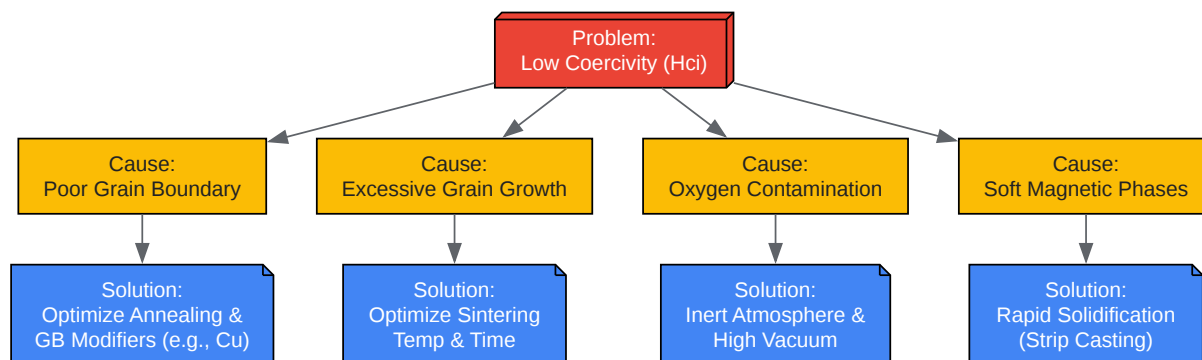 Problem:
Low Coercivity (Hci)
Cause:
Poor Grain Boundary
Cause:
Excessive Grain Growth
Cause:
Oxygen Contamination
Cause:
Soft Magnetic Phases
Solution:
Optimize Annealing &
GB Modifiers (e.g., Cu)
Solution:
Optimize Sintering
Temp & Time
Solution:
Inert Atmosphere &
High Vacuum
Solution:
Rapid Solidification
(Strip Casting)